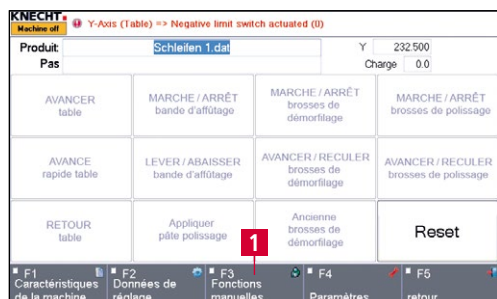 KNECHT
Machine off
Y-Axis (Table) => Negative limit switch actuated (0)
Produit: Schleifen 1.dat Y 232.500
Pas Charge 0.0
AVANCER
table
MARCHE / ARRÊT
bande d'affûtage
MARCHE / ARRÊT
brosses de
démorfilage
MARCHE / ARRÊT
brosses de polissage
AVANCE
rapide table
LEVER / ABAISSER
bande d'affûtage
AVANCER / RECULER
brosses de
démorfilage
AVANCER / RECULER
brosses de polissage
RETOUR
table
Appliquer
pâte polissage
Ancienne
brosses de
démorfilage
Reset
1
F1
Caractéristiques
de la machine
F2
Données de
réglage
F3
Fonctions
manuelles
F4
Paramètres
F5
retour